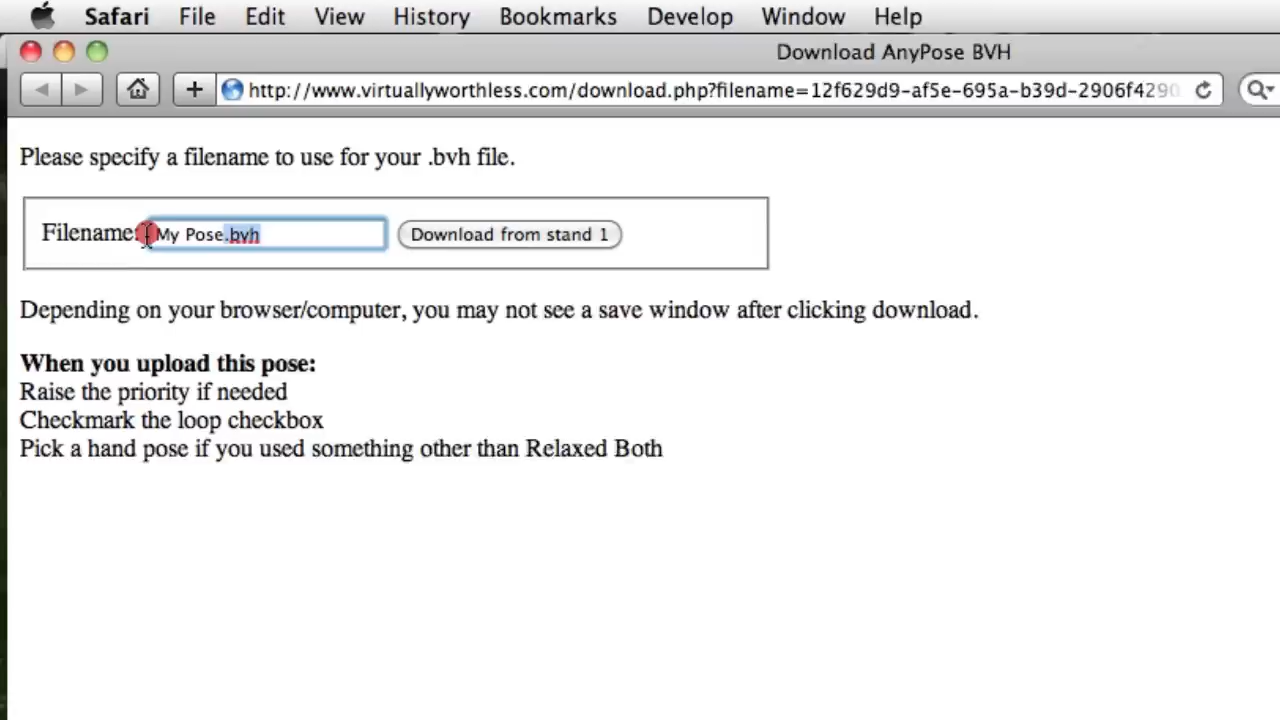 Safari File Edit View History Bookmarks Develop Window Help
Download AnyPose BVH
http://www.virtuallyworthless.com/download.php?filename=12f629d9-af5e-695a-b39d-2906f4290
Please specify a filename to use for your .bvh file.
Filename: My Pose.bvh Download from stand 1
Depending on your browser/computer, you may not see a save window after clicking download.
When you upload this pose:
Raise the priority if needed
Checkmark the loop checkbox
Pick a hand pose if you used something other than Relaxed Both